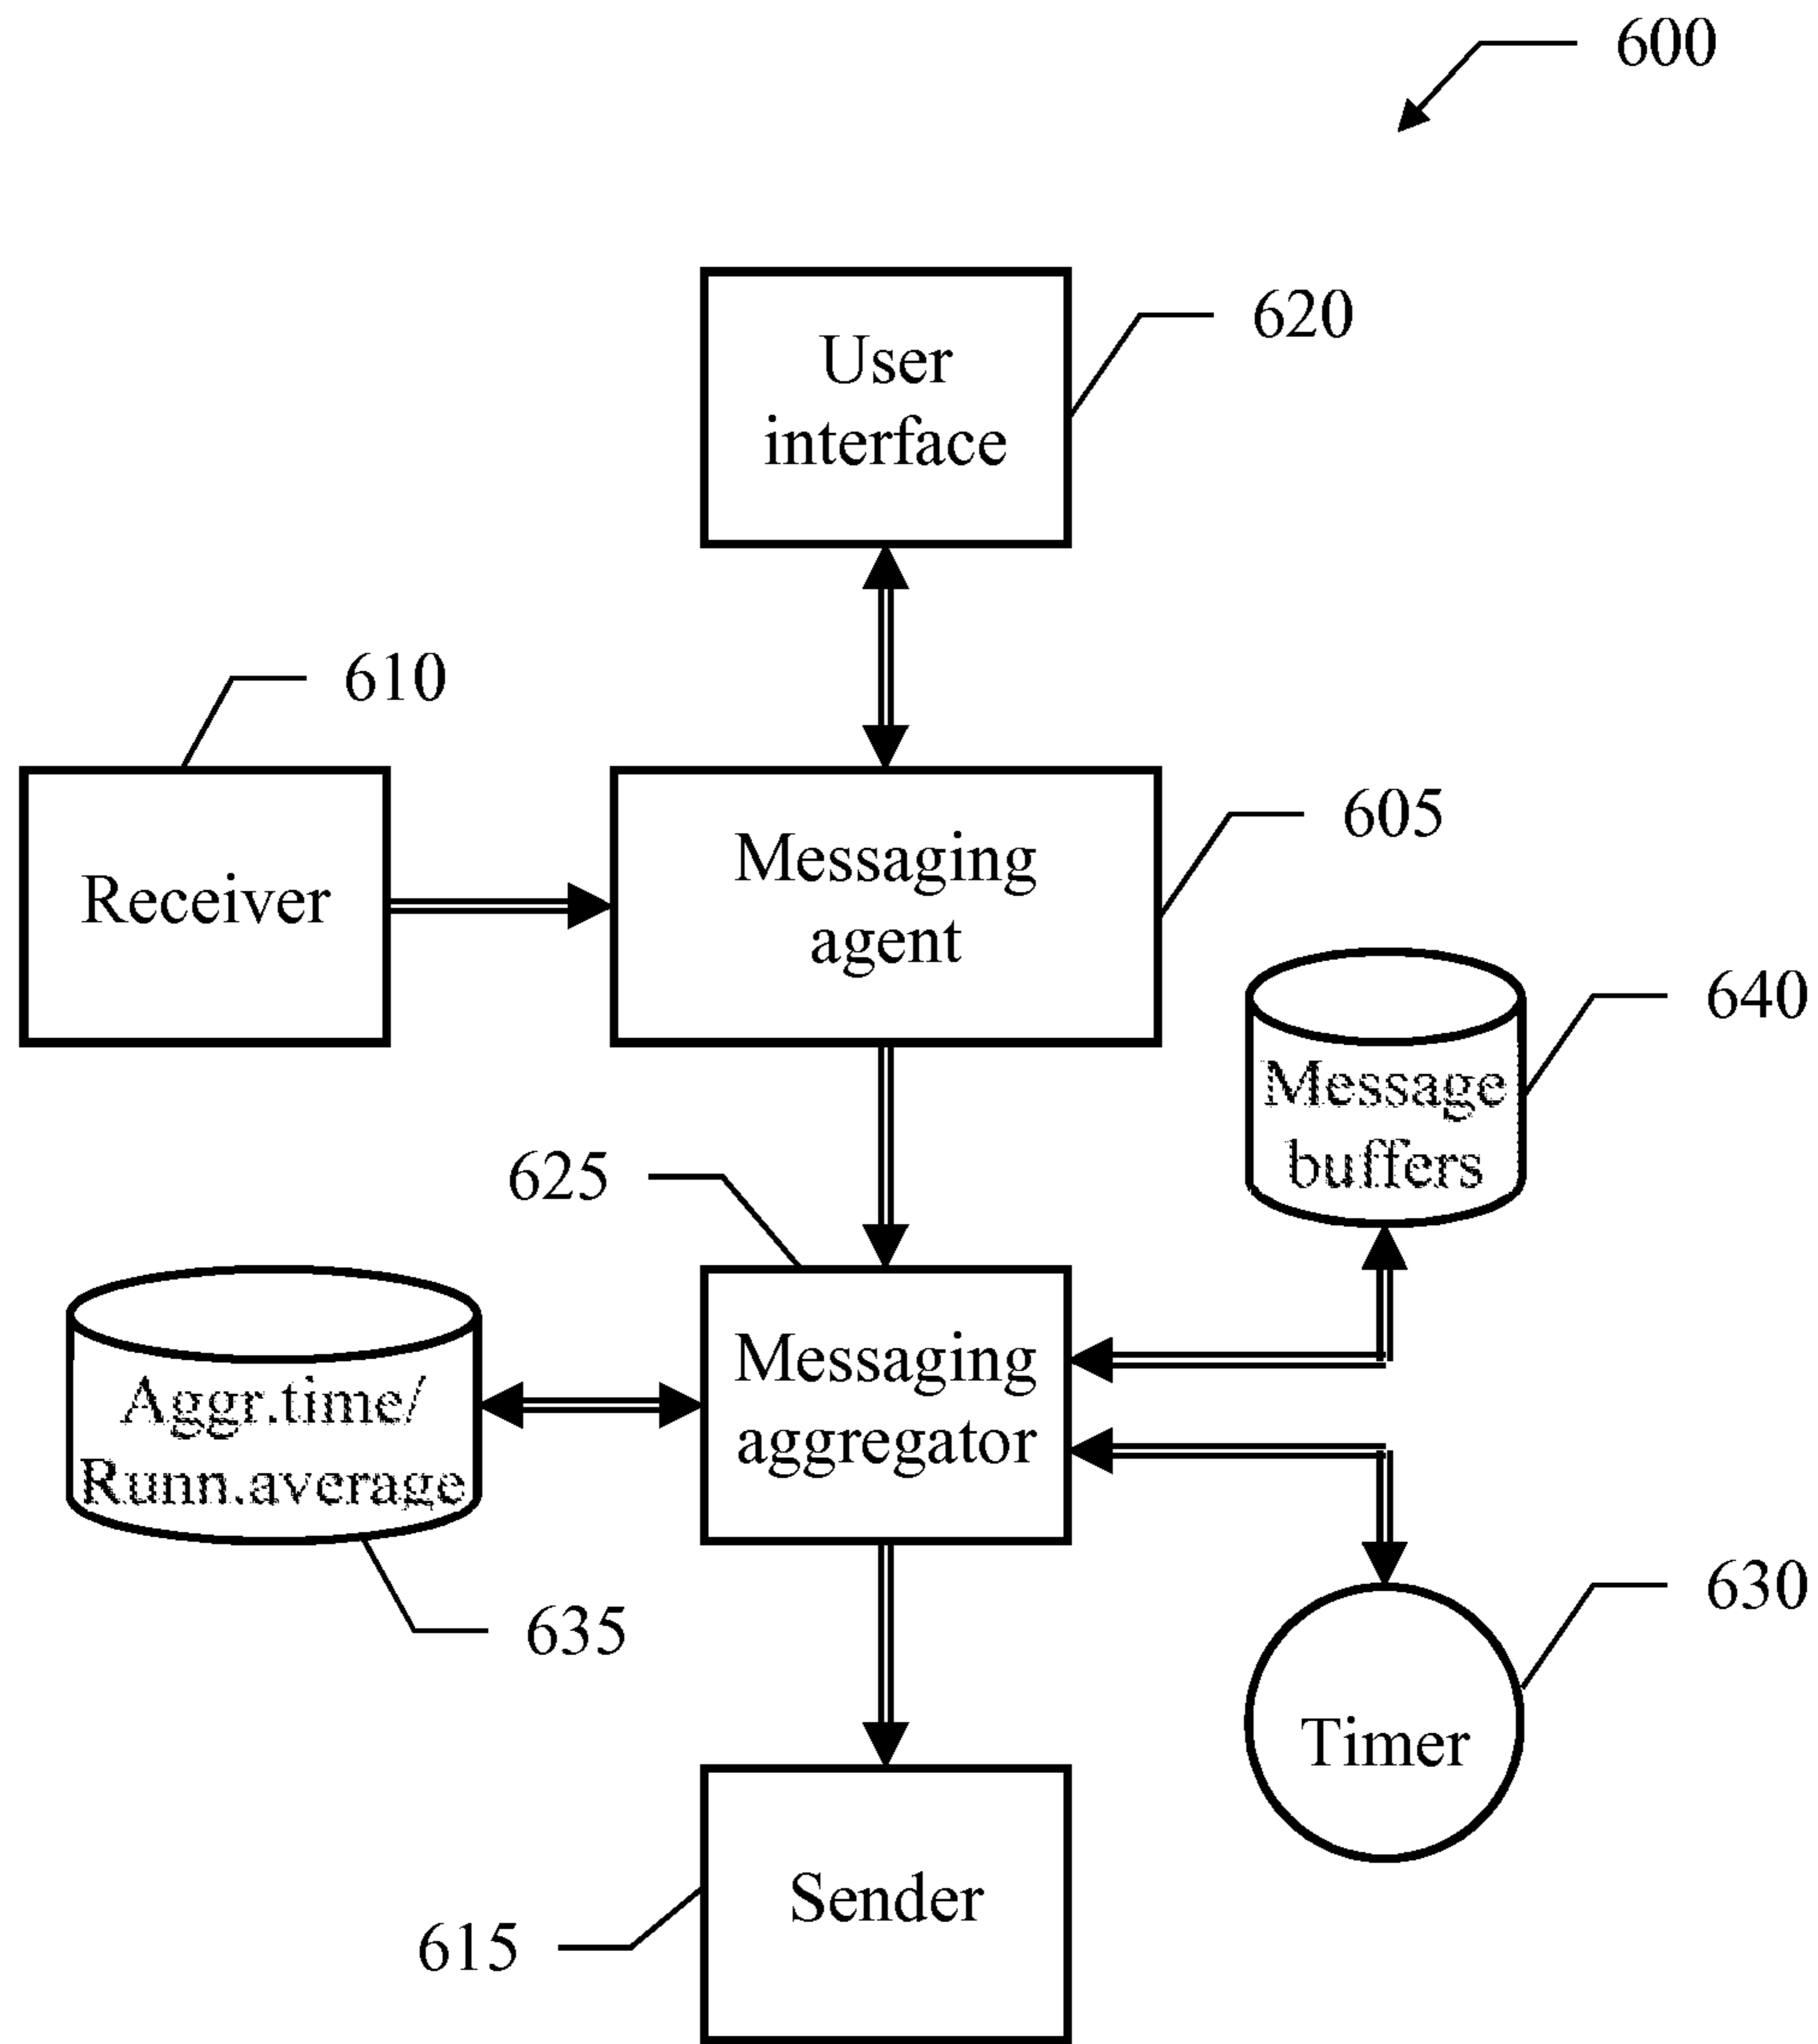 600
User
interface
620
610
Receiver
Messaging
agent
605
Message
buffers
640
625
Messaging
aggregator
Aggr.time/
Runn.average
635
Timer
630
Sender
615